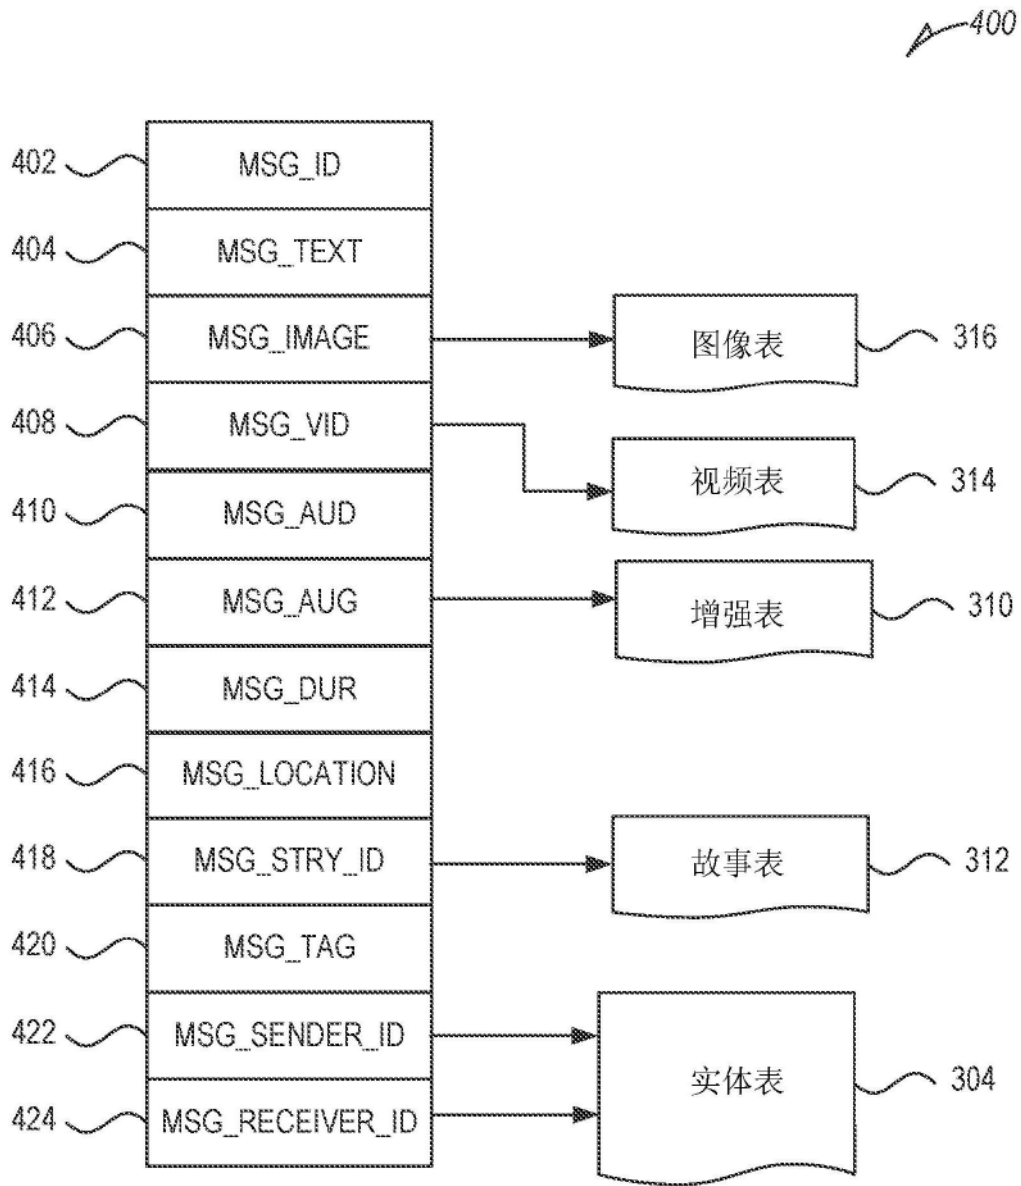 400
402 MSG_ID
404 MSG_TEXT
406 MSG_IMAGE 图像表 316
408 MSG_VID 视频表 314
410 MSG_AUD
412 MSG_AUG 增强表 310
414 MSG_DUR
416 MSG_LOCATION
418 MSG_STRY_ID 故事表 312
420 MSG_TAG
422 MSG_SENDER_ID
实体表 304
424 MSG_RECEIVER_ID